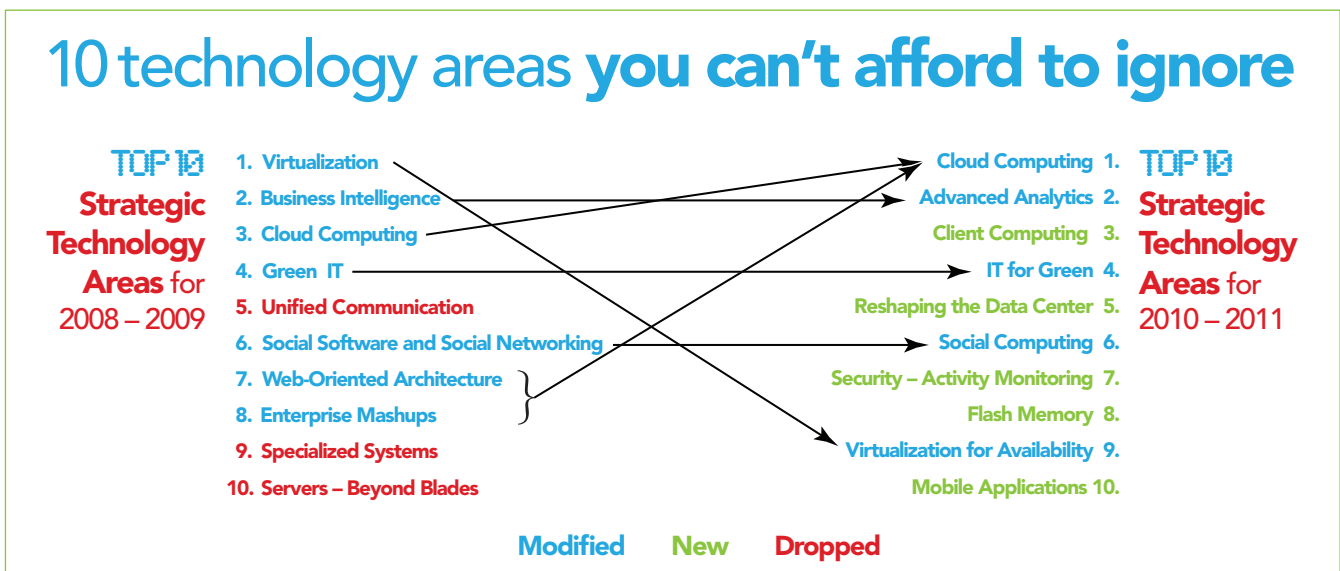 10 technology areas you can't afford to ignore
TOP 10
Strategic
Technology
Areas for
2008 – 2009
1. Virtualization
2. Business Intelligence
3. Cloud Computing
4. Green IT
5. Unified Communication
6. Social Software and Social Networking
7. Web-Oriented Architecture
8. Enterprise Mashups
9. Specialized Systems
10. Servers – Beyond Blades
Cloud Computing 1.
Advanced Analytics 2.
Client Computing 3.
IT for Green 4.
Reshaping the Data Center 5.
Social Computing 6.
Security – Activity Monitoring 7.
Flash Memory 8.
Virtualization for Availability 9.
Mobile Applications 10.
TOP 10
Strategic
Technology
Areas for
2010 – 2011
Modified New Dropped